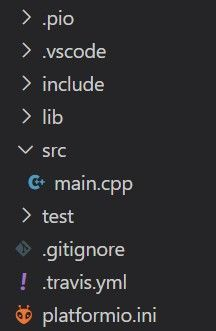 .pio
.vscode
include
lib
src
main.cpp
test
.gitignore
.travis.yml
platformio.ini